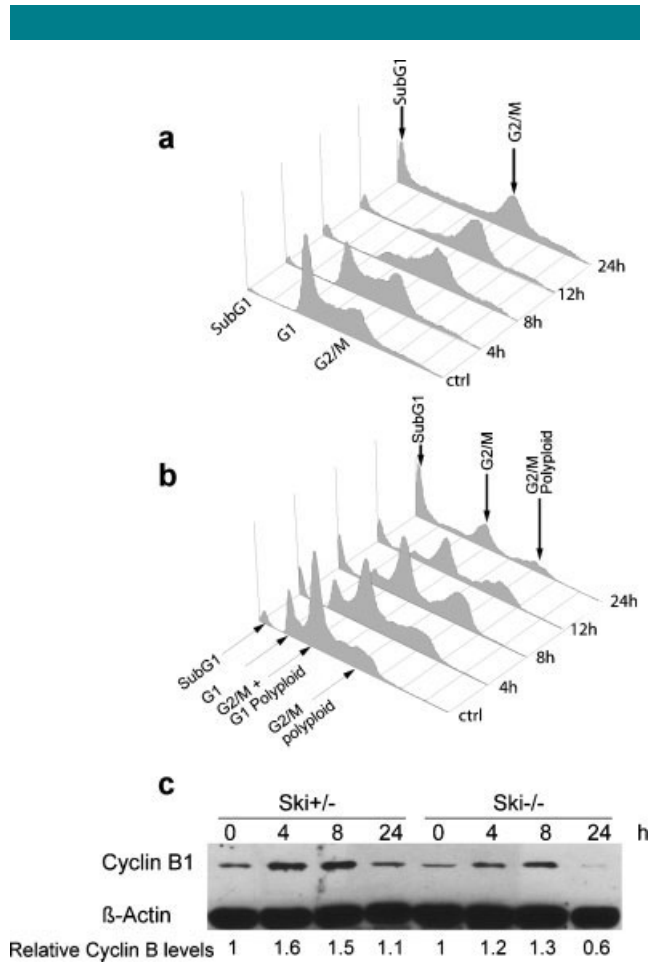 a
SubG1
G2/M
24h
12h
8h
4h
ctrl
SubG1
G1
G2/M
b
SubG1
G2/M
G2/M
Polyploid
24h
12h
8h
4h
ctrl
SubG1
G1
G2/M +
G1 Polyploid
G2/M
polyploid
c
Ski+/- Ski-/-
0 4 8 24 0 4 8 24 h
Cyclin B1
ß-Actin
Relative Cyclin B levels 1 1.6 1.5 1.1 1 1.2 1.3 0.6